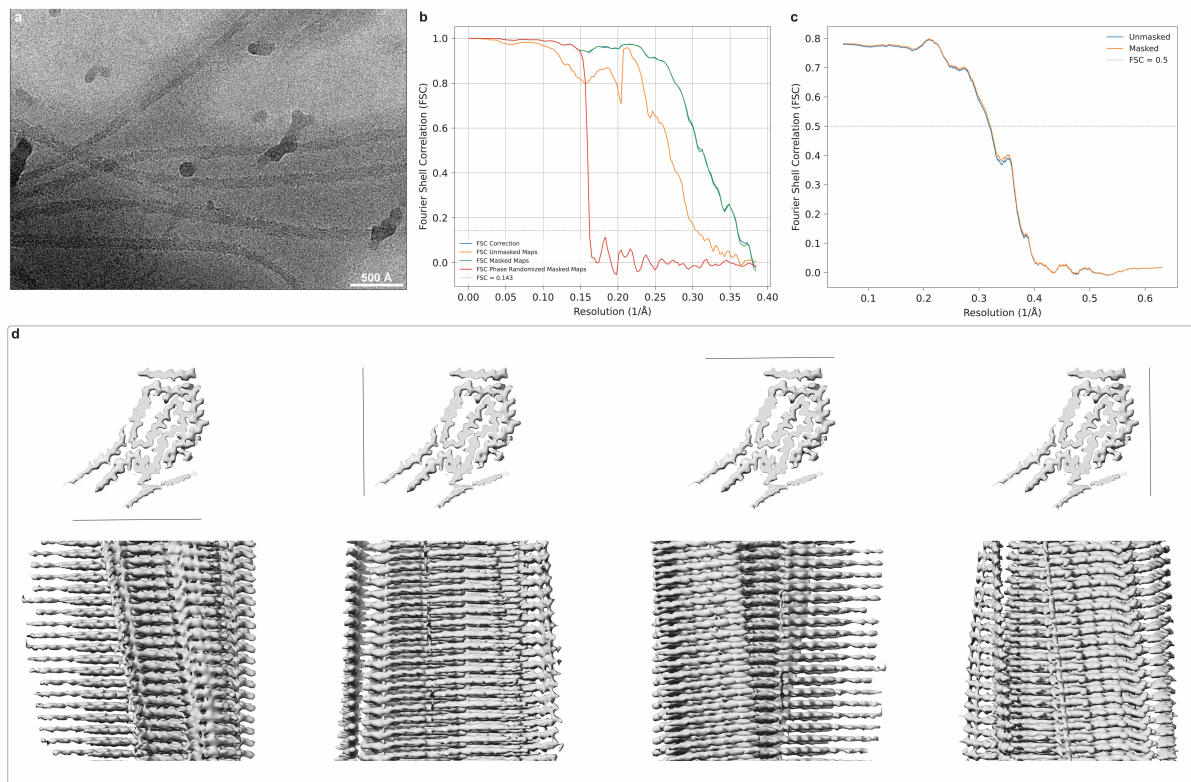 a
500 Å
b
1.0
0.8
0.6
0.4
0.2
0.0
Fourier Shell Correlation (FSC)
FSC Correction
FSC Unmasked Maps
FSC Masked Maps
FSC Phase Randomized Masked Maps
FSC = 0.143
0.00 0.05 0.10 0.15 0.20 0.25 0.30 0.35 0.40
Resolution (1/Å)
c
0.8
0.7
0.6
0.5
0.4
0.3
0.2
0.1
0.0
Fourier Shell Correlation (FSC)
Unmasked
Masked
FSC = 0.5
0.1 0.2 0.3 0.4 0.5 0.6
Resolution (1/Å)
d